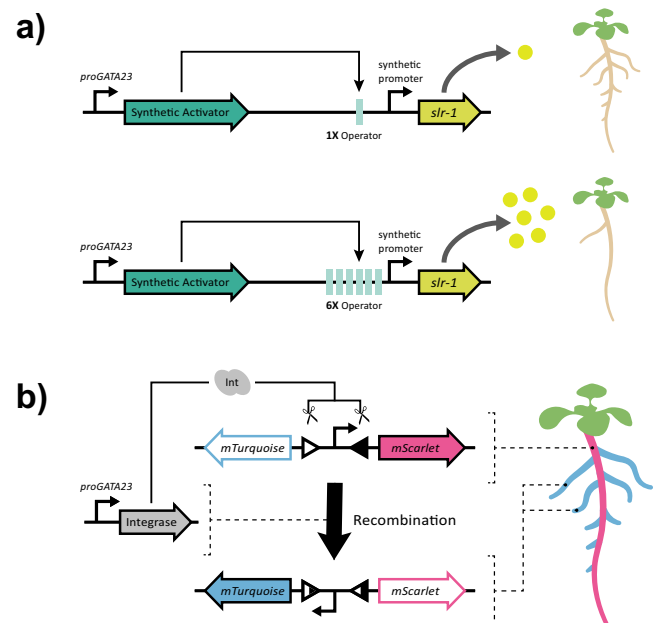 a)
proGATA23
Synthetic Activator
1X Operator
synthetic
promoter
slr-1
proGATA23
Synthetic Activator
6X Operator
synthetic
promoter
slr-1
b)
Int
mTurquoise
mScarlet
proGATA23
Integrase
Recombination
mTurquoise
mScarlet